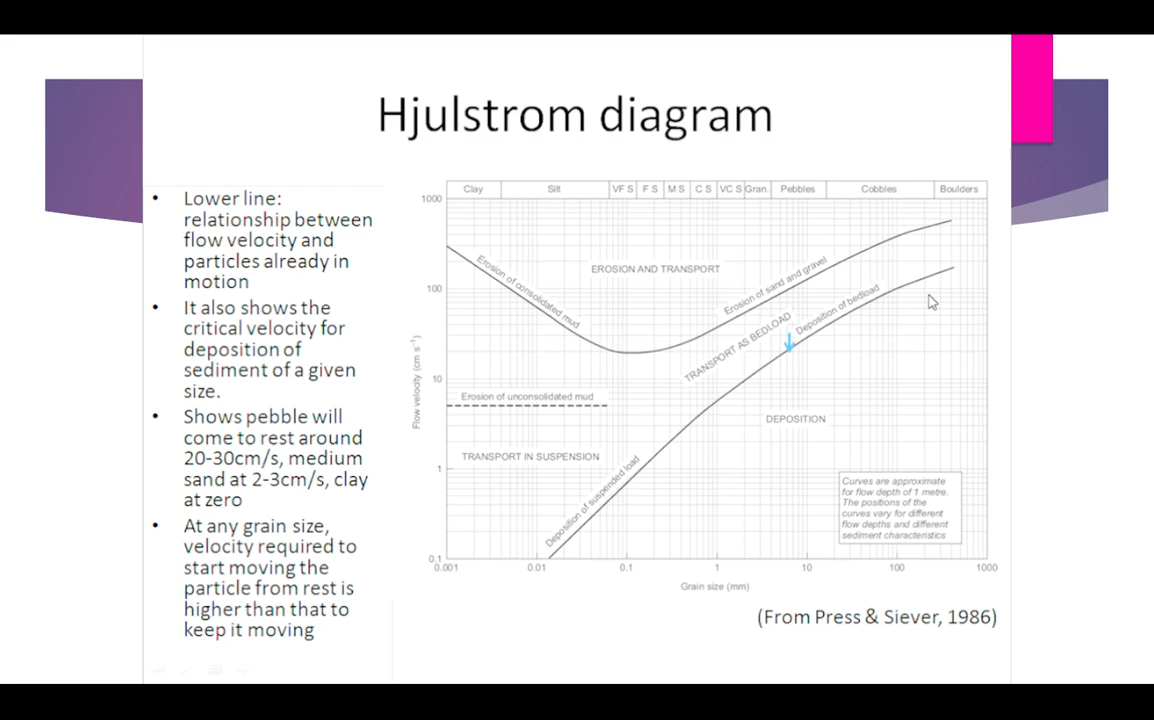 Hjulstrom diagram
• Lower line:
relationship between
flow velocity and
particles already in
motion
• It also shows the
critical velocity for
deposition of
sediment of a given
size.
• Shows pebble will
come to rest around
20-30cm/s, medium
sand at 2-3cm/s, clay
at zero
• At any grain size,
velocity required to
start moving the
particle from rest is
higher than that to
keep it moving
Clay Silt VF S F S M S C S VC S Gran. Pebbles Cobbles Boulders
1000
100
10
1
0.1
Flow velocity (cm s⁻¹)
Erosion of consolidated mud
EROSION AND TRANSPORT
Erosion of sand and gravel
Deposition of bedload
TRANSPORT AS BEDLOAD
Erosion of unconsolidated mud
DEPOSITION
TRANSPORT IN SUSPENSION
Deposition of suspended load
Curves are approximate
for flow depth of 1 metre.
The positions of the
curves vary for different
flow depths and different
sediment characteristics
0.001 0.01 0.1 1 10 100 1000
Grain size (mm)
(From Press & Siever, 1986)